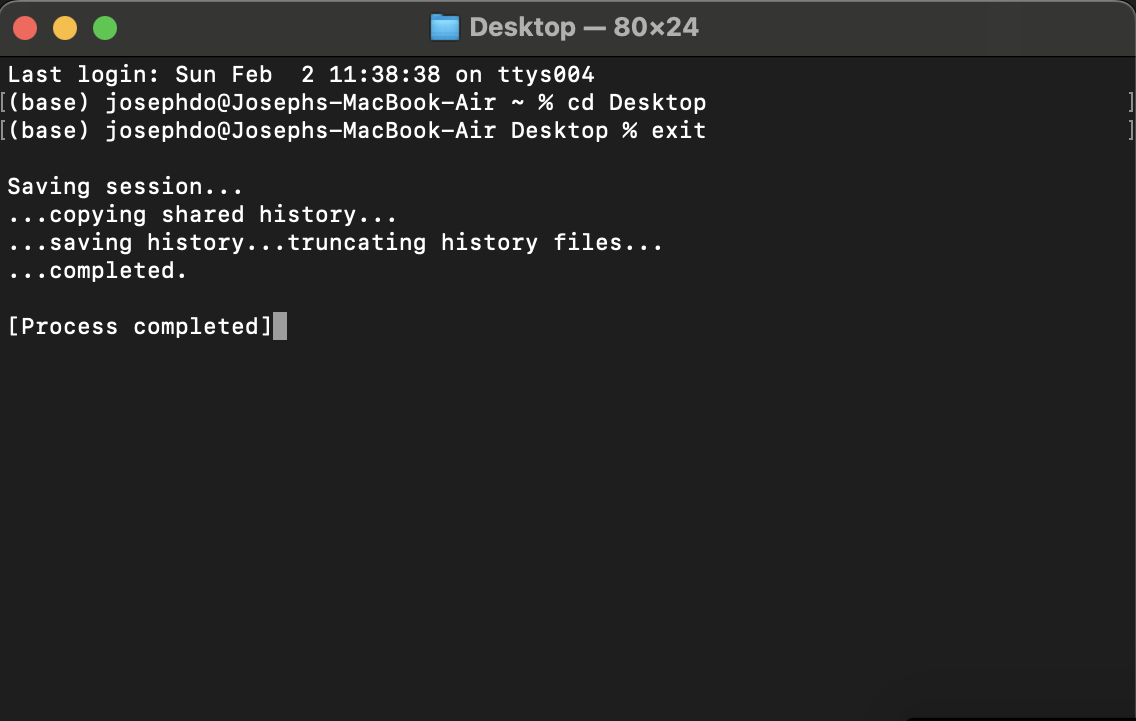 Desktop — 80×24
Last login: Sun Feb  2 11:38:38 on ttys004
[(base) josephdo@Josephs-MacBook-Air ~ % cd Desktop ]
[(base) josephdo@Josephs-MacBook-Air Desktop % exit ]
Saving session...
...copying shared history...
...saving history...truncating history files...
...completed.
[Process completed]